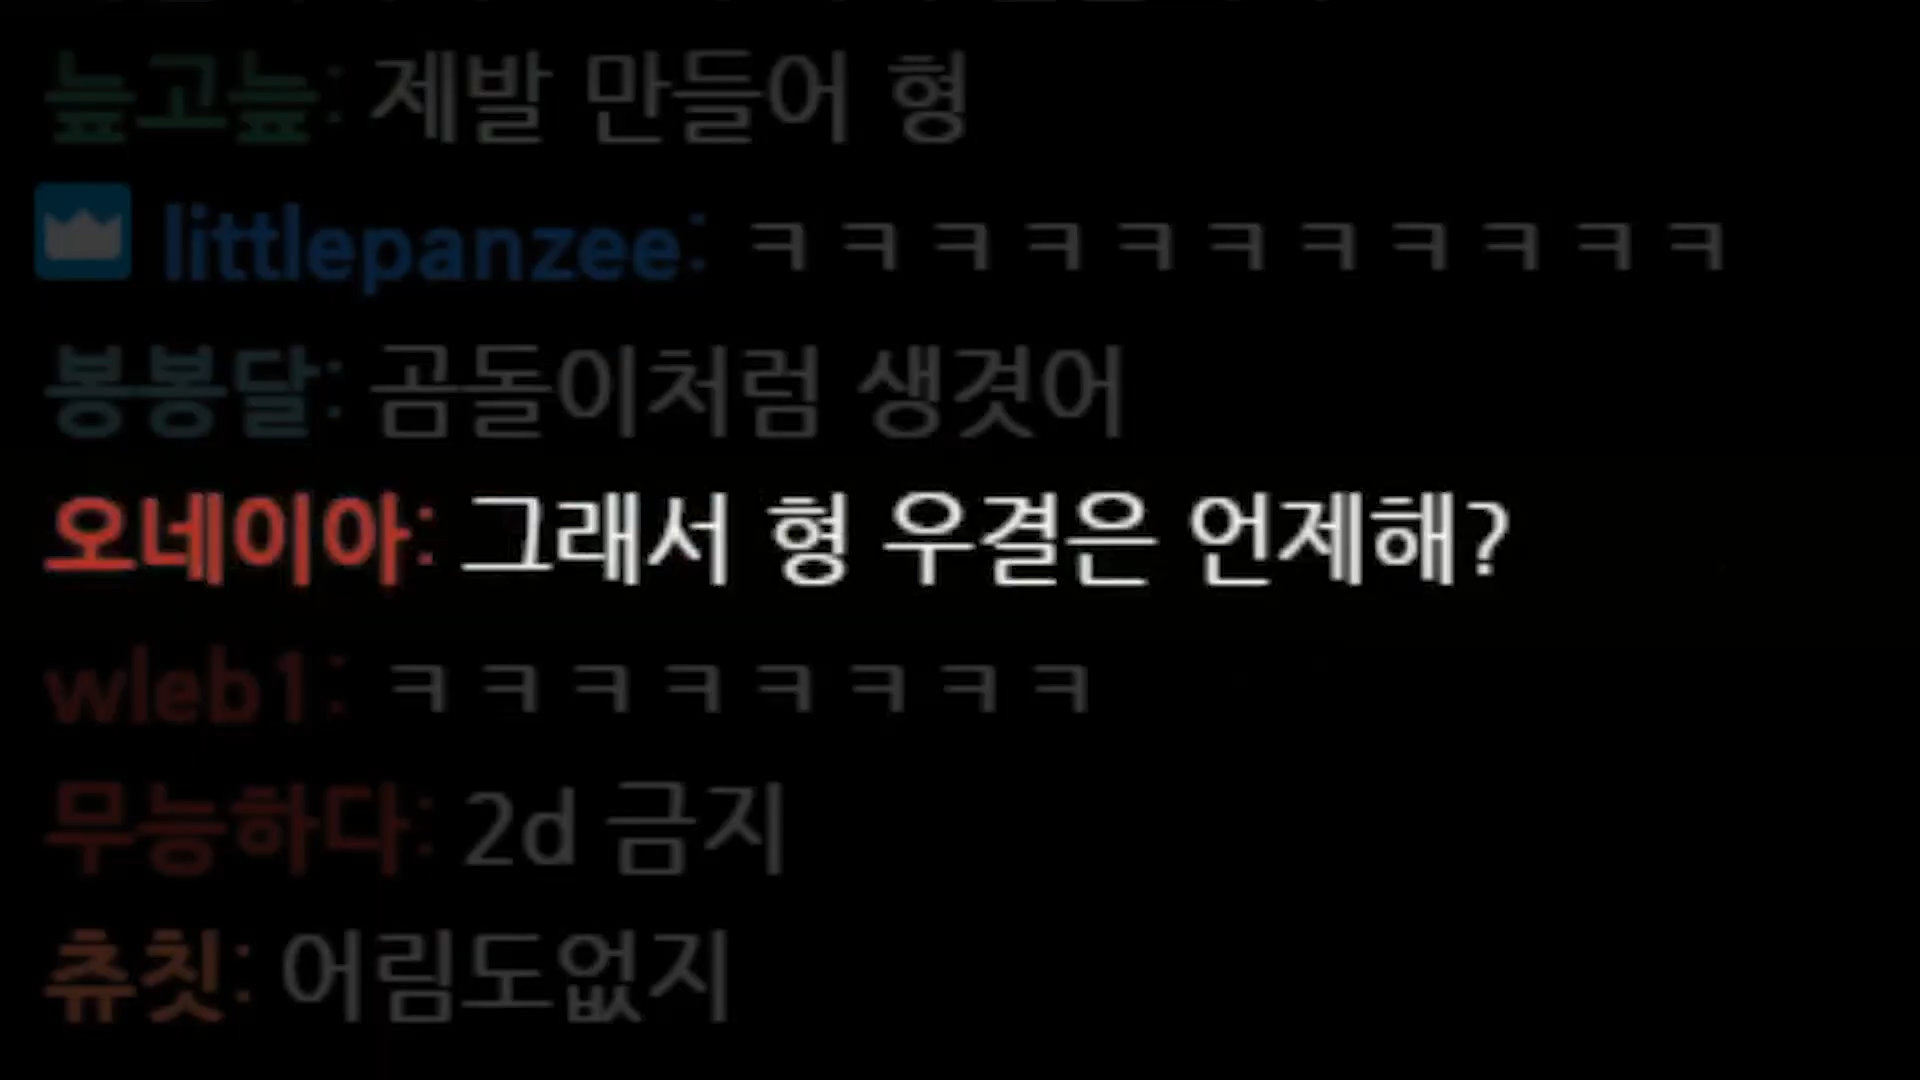 늪고늪: 제발 만들어 형
littlepanzee: ㅋㅋㅋㅋㅋㅋㅋㅋㅋㅋㅋ
봉봉달: 곰돌이처럼 생겻어
오네이아: 그래서 형 우결은 언제해?
wleb1: ㅋㅋㅋㅋㅋㅋㅋㅋ
무능하다: 2d 금지
츄칫: 어림도없지